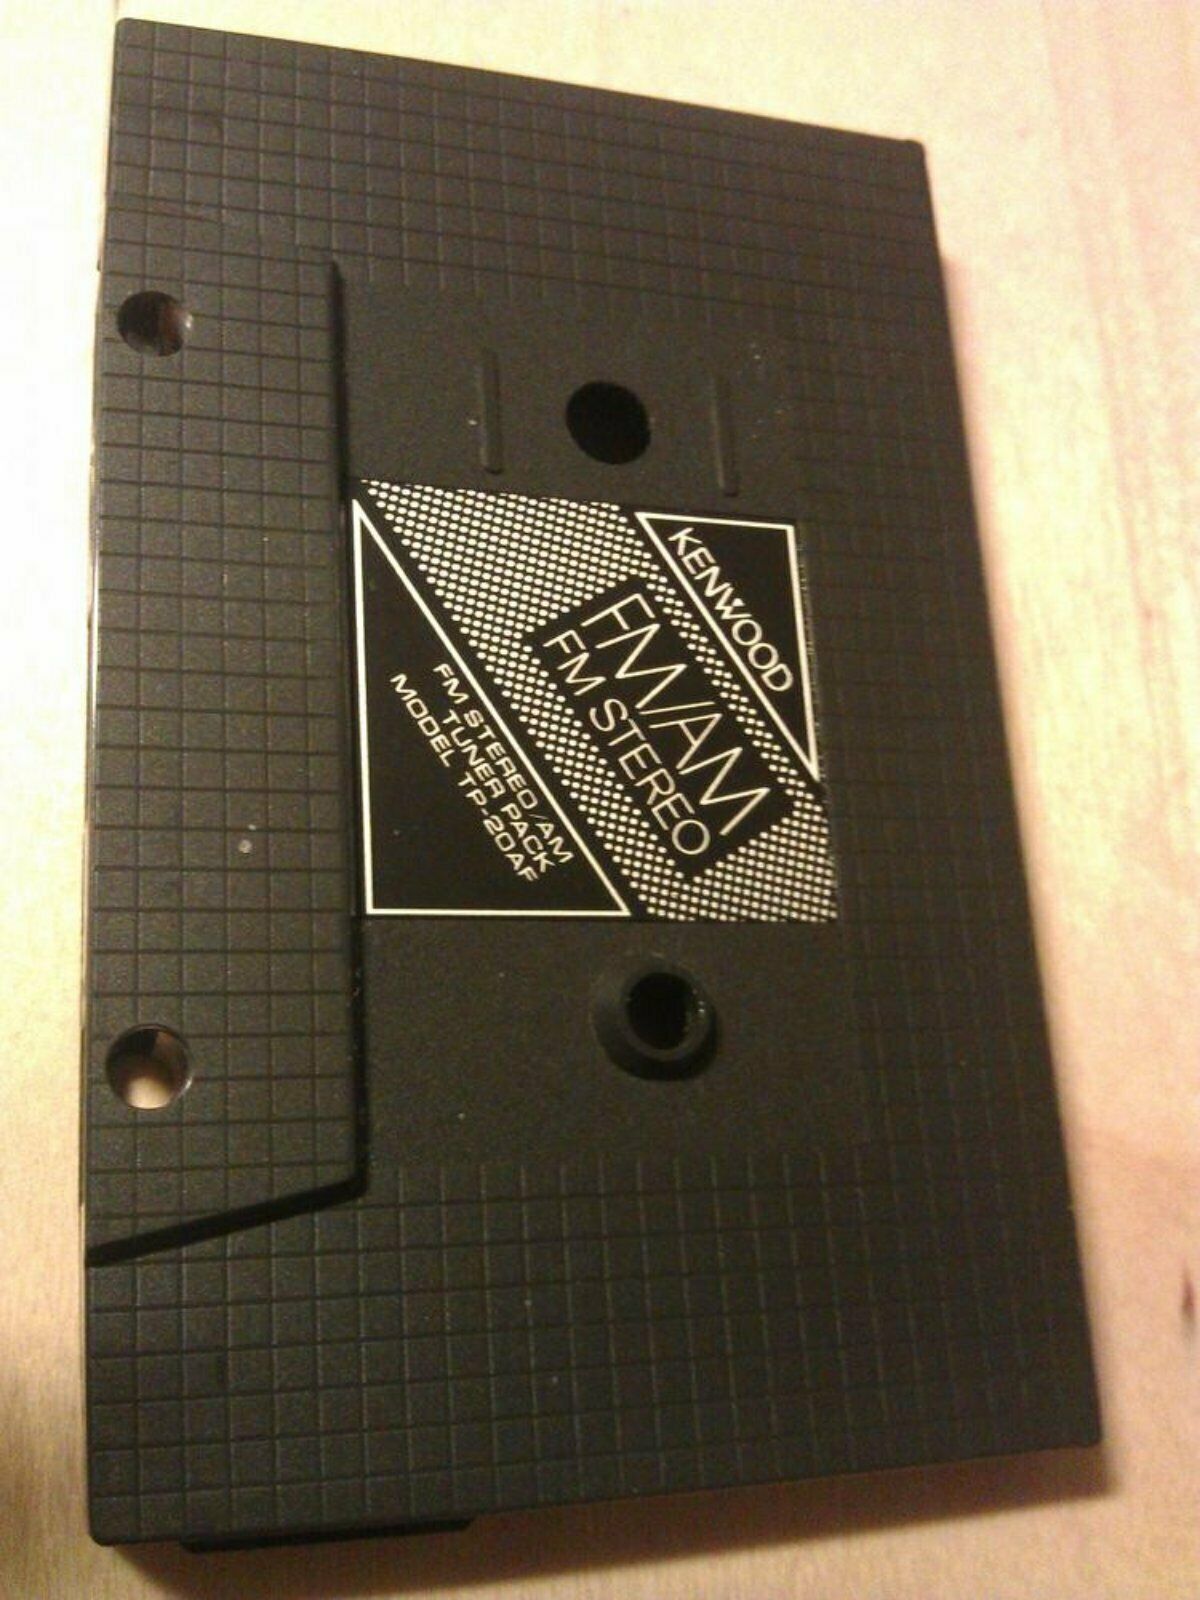 KENWOOD
FM/AM
FM STEREO
FM STEREO/AM
TUNER PACK
MODEL TP-20AF